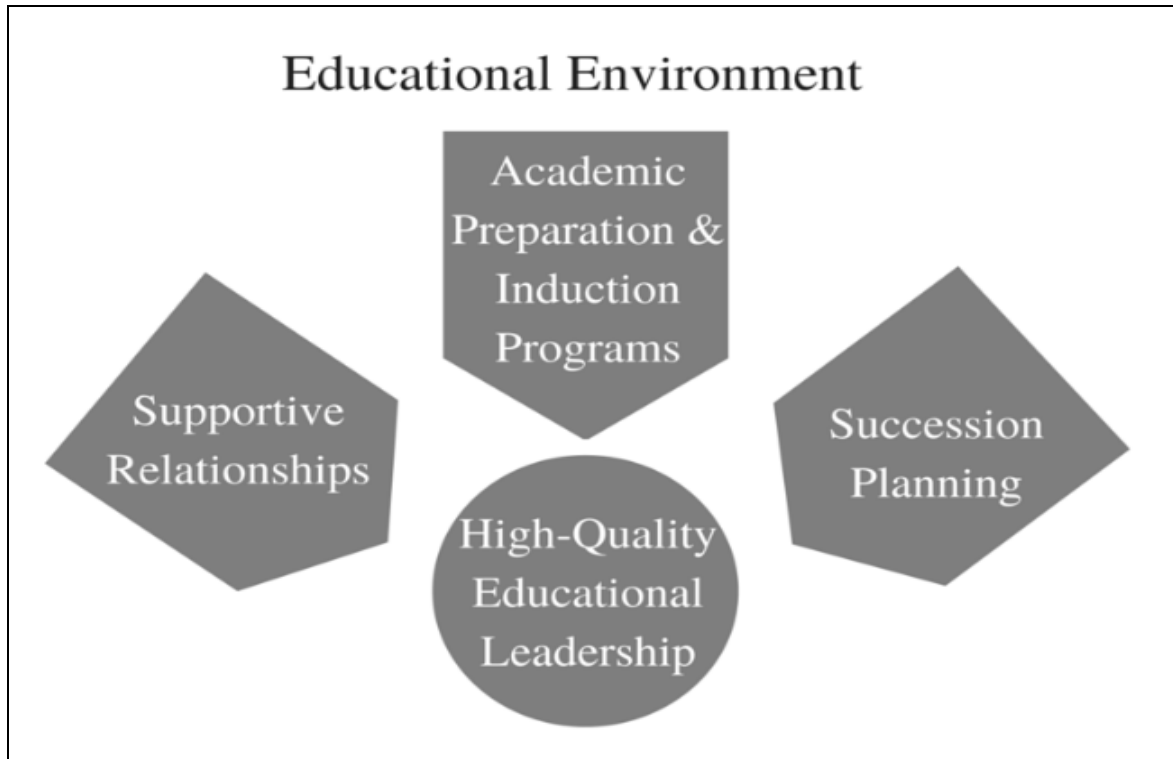 Educational Environment
Academic
Preparation &
Induction
Programs
Supportive
Relationships
Succession
Planning
High-Quality
Educational
Leadership